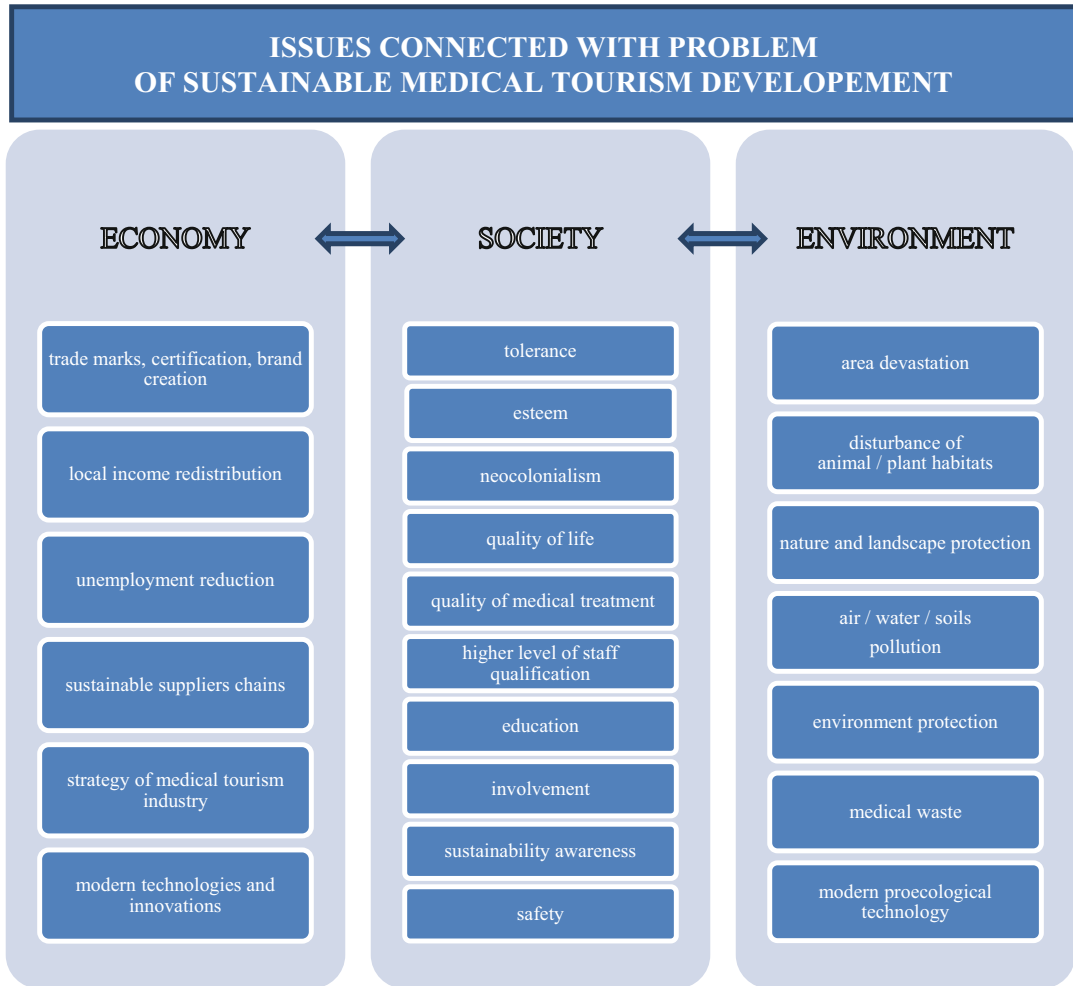 ISSUES CONNECTED WITH PROBLEM
OF SUSTAINABLE MEDICAL TOURISM DEVELOPEMENT
ECONOMY
trade marks, certification, brand
creation
local income redistribution
unemployment reduction
sustainable suppliers chains
strategy of medical tourism
industry
modern technologies and
innovations
SOCIETY
tolerance
esteem
neocolonialism
quality of life
quality of medical treatment
higher level of staff
qualification
education
involvement
sustainability awareness
safety
ENVIRONMENT
area devastation
disturbance of
animal / plant habitats
nature and landscape protection
air / water / soils
pollution
environment protection
medical waste
modern proecological
technology